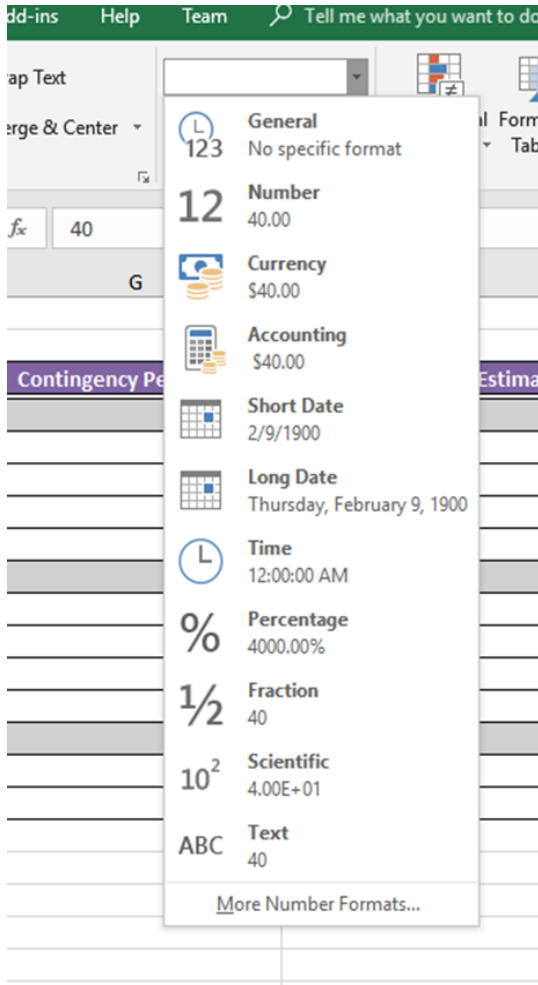 dd-ins Help Team Tell me what you want to do
ap Text
erge & Center
Form
Tab
fx 40
G
Contingency Pe
Estima
123
General
No specific format
12
Number
40.00
Currency
$40.00
Accounting
$40.00
Short Date
2/9/1900
Long Date
Thursday, February 9, 1900
Time
12:00:00 AM
%
Percentage
4000.00%
1/2
Fraction
40
10²
Scientific
4.00E+01
ABC
Text
40
More Number Formats...